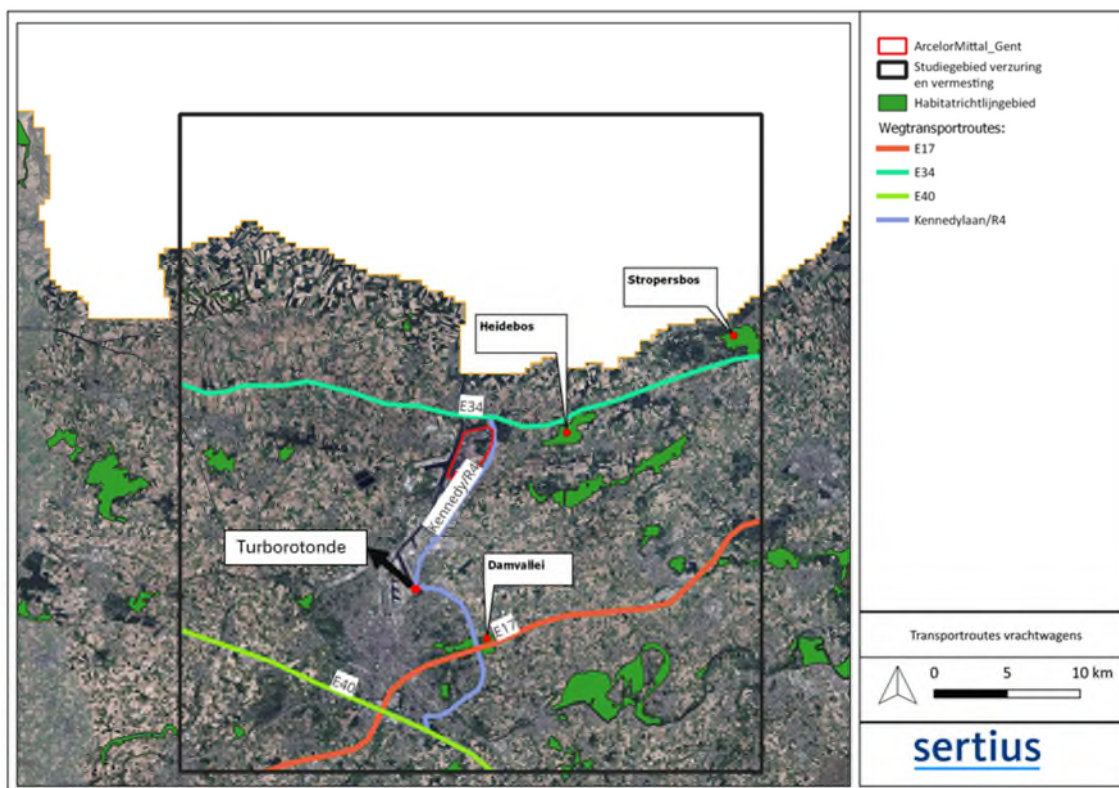 Stropersbos
Heidebos
E34
Kennedy/R4
Turborotonde
Damvallei
E17
E40
ArcelorMittal_Gent
Studiegebied verzuring
en vermesting
Habitatrichtlijngebied
Wegtransportroutes:
E17
E34
E40
Kennedylaan/R4
Transportroutes vrachtwagens
0 5 10 km
sertius